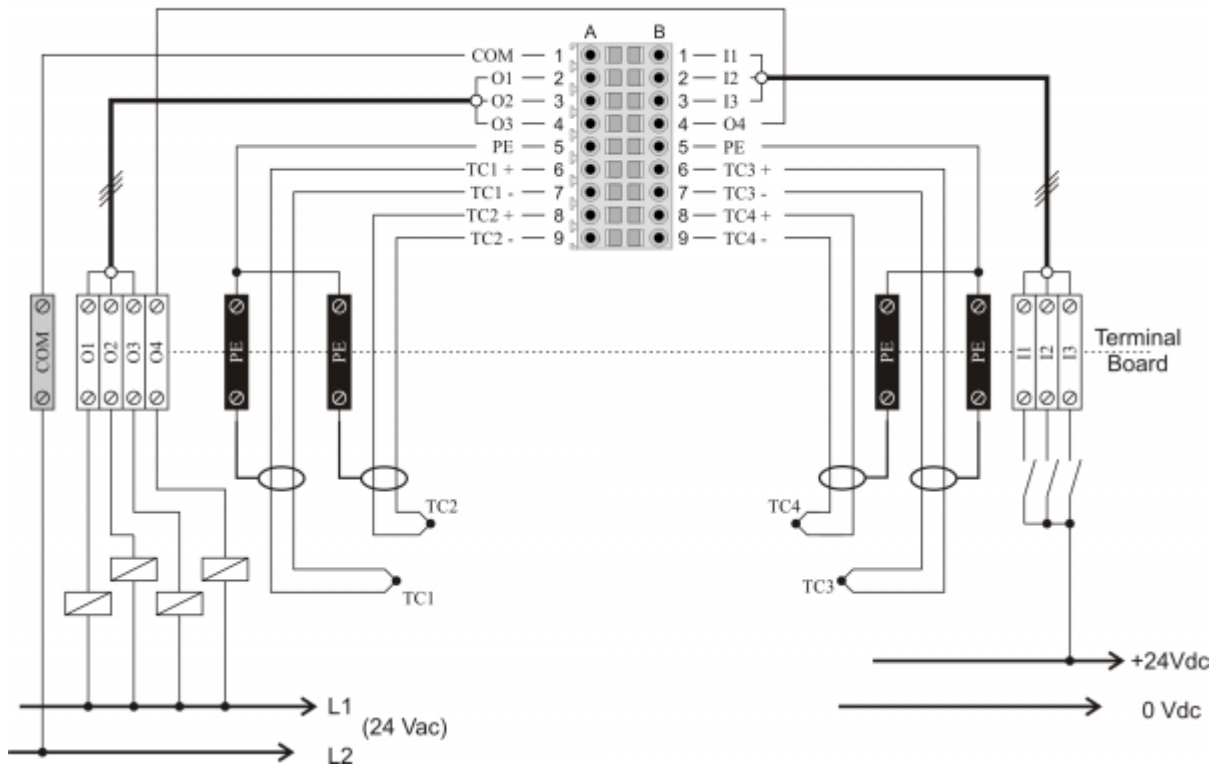 A B
COM 1 1 I1
O1 2 2 I2
O2 3 3 I3
O3 4 4 O4
PE 5 5 PE
TC1 + 6 6 TC3 +
TC1 - 7 7 TC3 -
TC2 + 8 8 TC4 +
TC2 - 9 9 TC4 -
COM O1 O2 O3 O4 PE PE PE PE I1 I2 I3
Terminal
Board
TC2 TC4
TC1 TC3
+24Vdc
L1 0 Vdc
(24 Vac)
L2